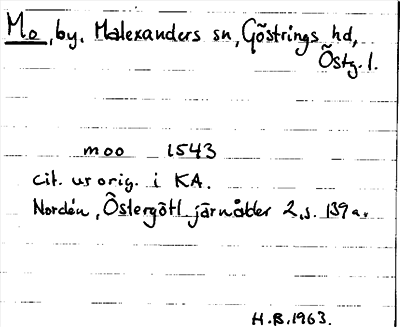 Mo, by. Malexanders sn, Göstrings hd,
Östg. l.
moo 1543
cit. ur orig. i KA.
Nordén, Östergötl järnålder 2, s. 139 a.
H.B. 1963.